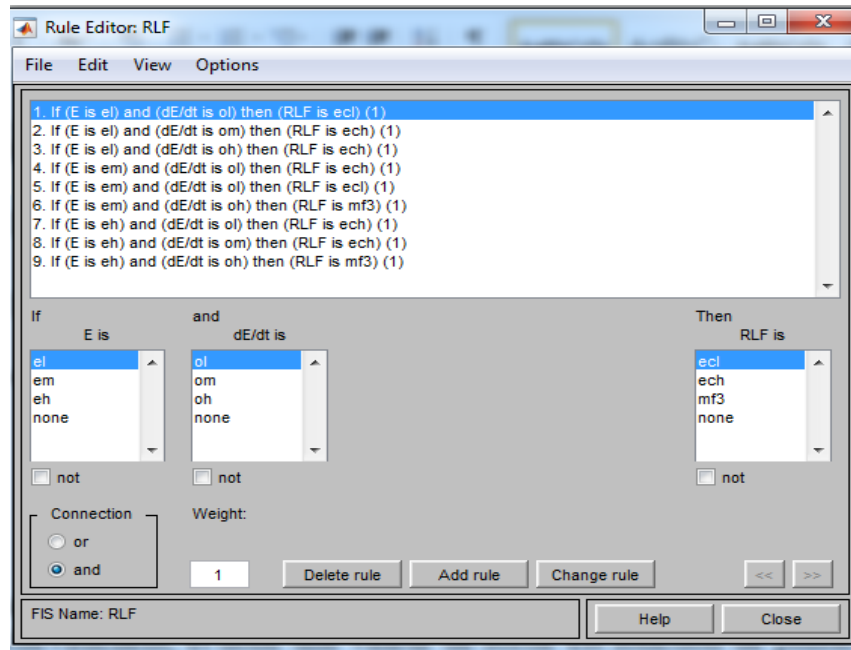 Rule Editor: RLF
File Edit View Options
1. If (E is el) and (dE/dt is ol) then (RLF is ecl) (1)
2. If (E is el) and (dE/dt is om) then (RLF is ech) (1)
3. If (E is el) and (dE/dt is oh) then (RLF is ech) (1)
4. If (E is em) and (dE/dt is ol) then (RLF is ech) (1)
5. If (E is em) and (dE/dt is ol) then (RLF is ecl) (1)
6. If (E is em) and (dE/dt is oh) then (RLF is mf3) (1)
7. If (E is eh) and (dE/dt is ol) then (RLF is ech) (1)
8. If (E is eh) and (dE/dt is om) then (RLF is ech) (1)
9. If (E is eh) and (dE/dt is oh) then (RLF is mf3) (1)
If and Then
E is dE/dt is RLF is
el ol ecl
em om ech
eh oh mf3
none none none
not not not
Connection Weight:
or
and 1 Delete rule Add rule Change rule << >>
FIS Name: RLF Help Close